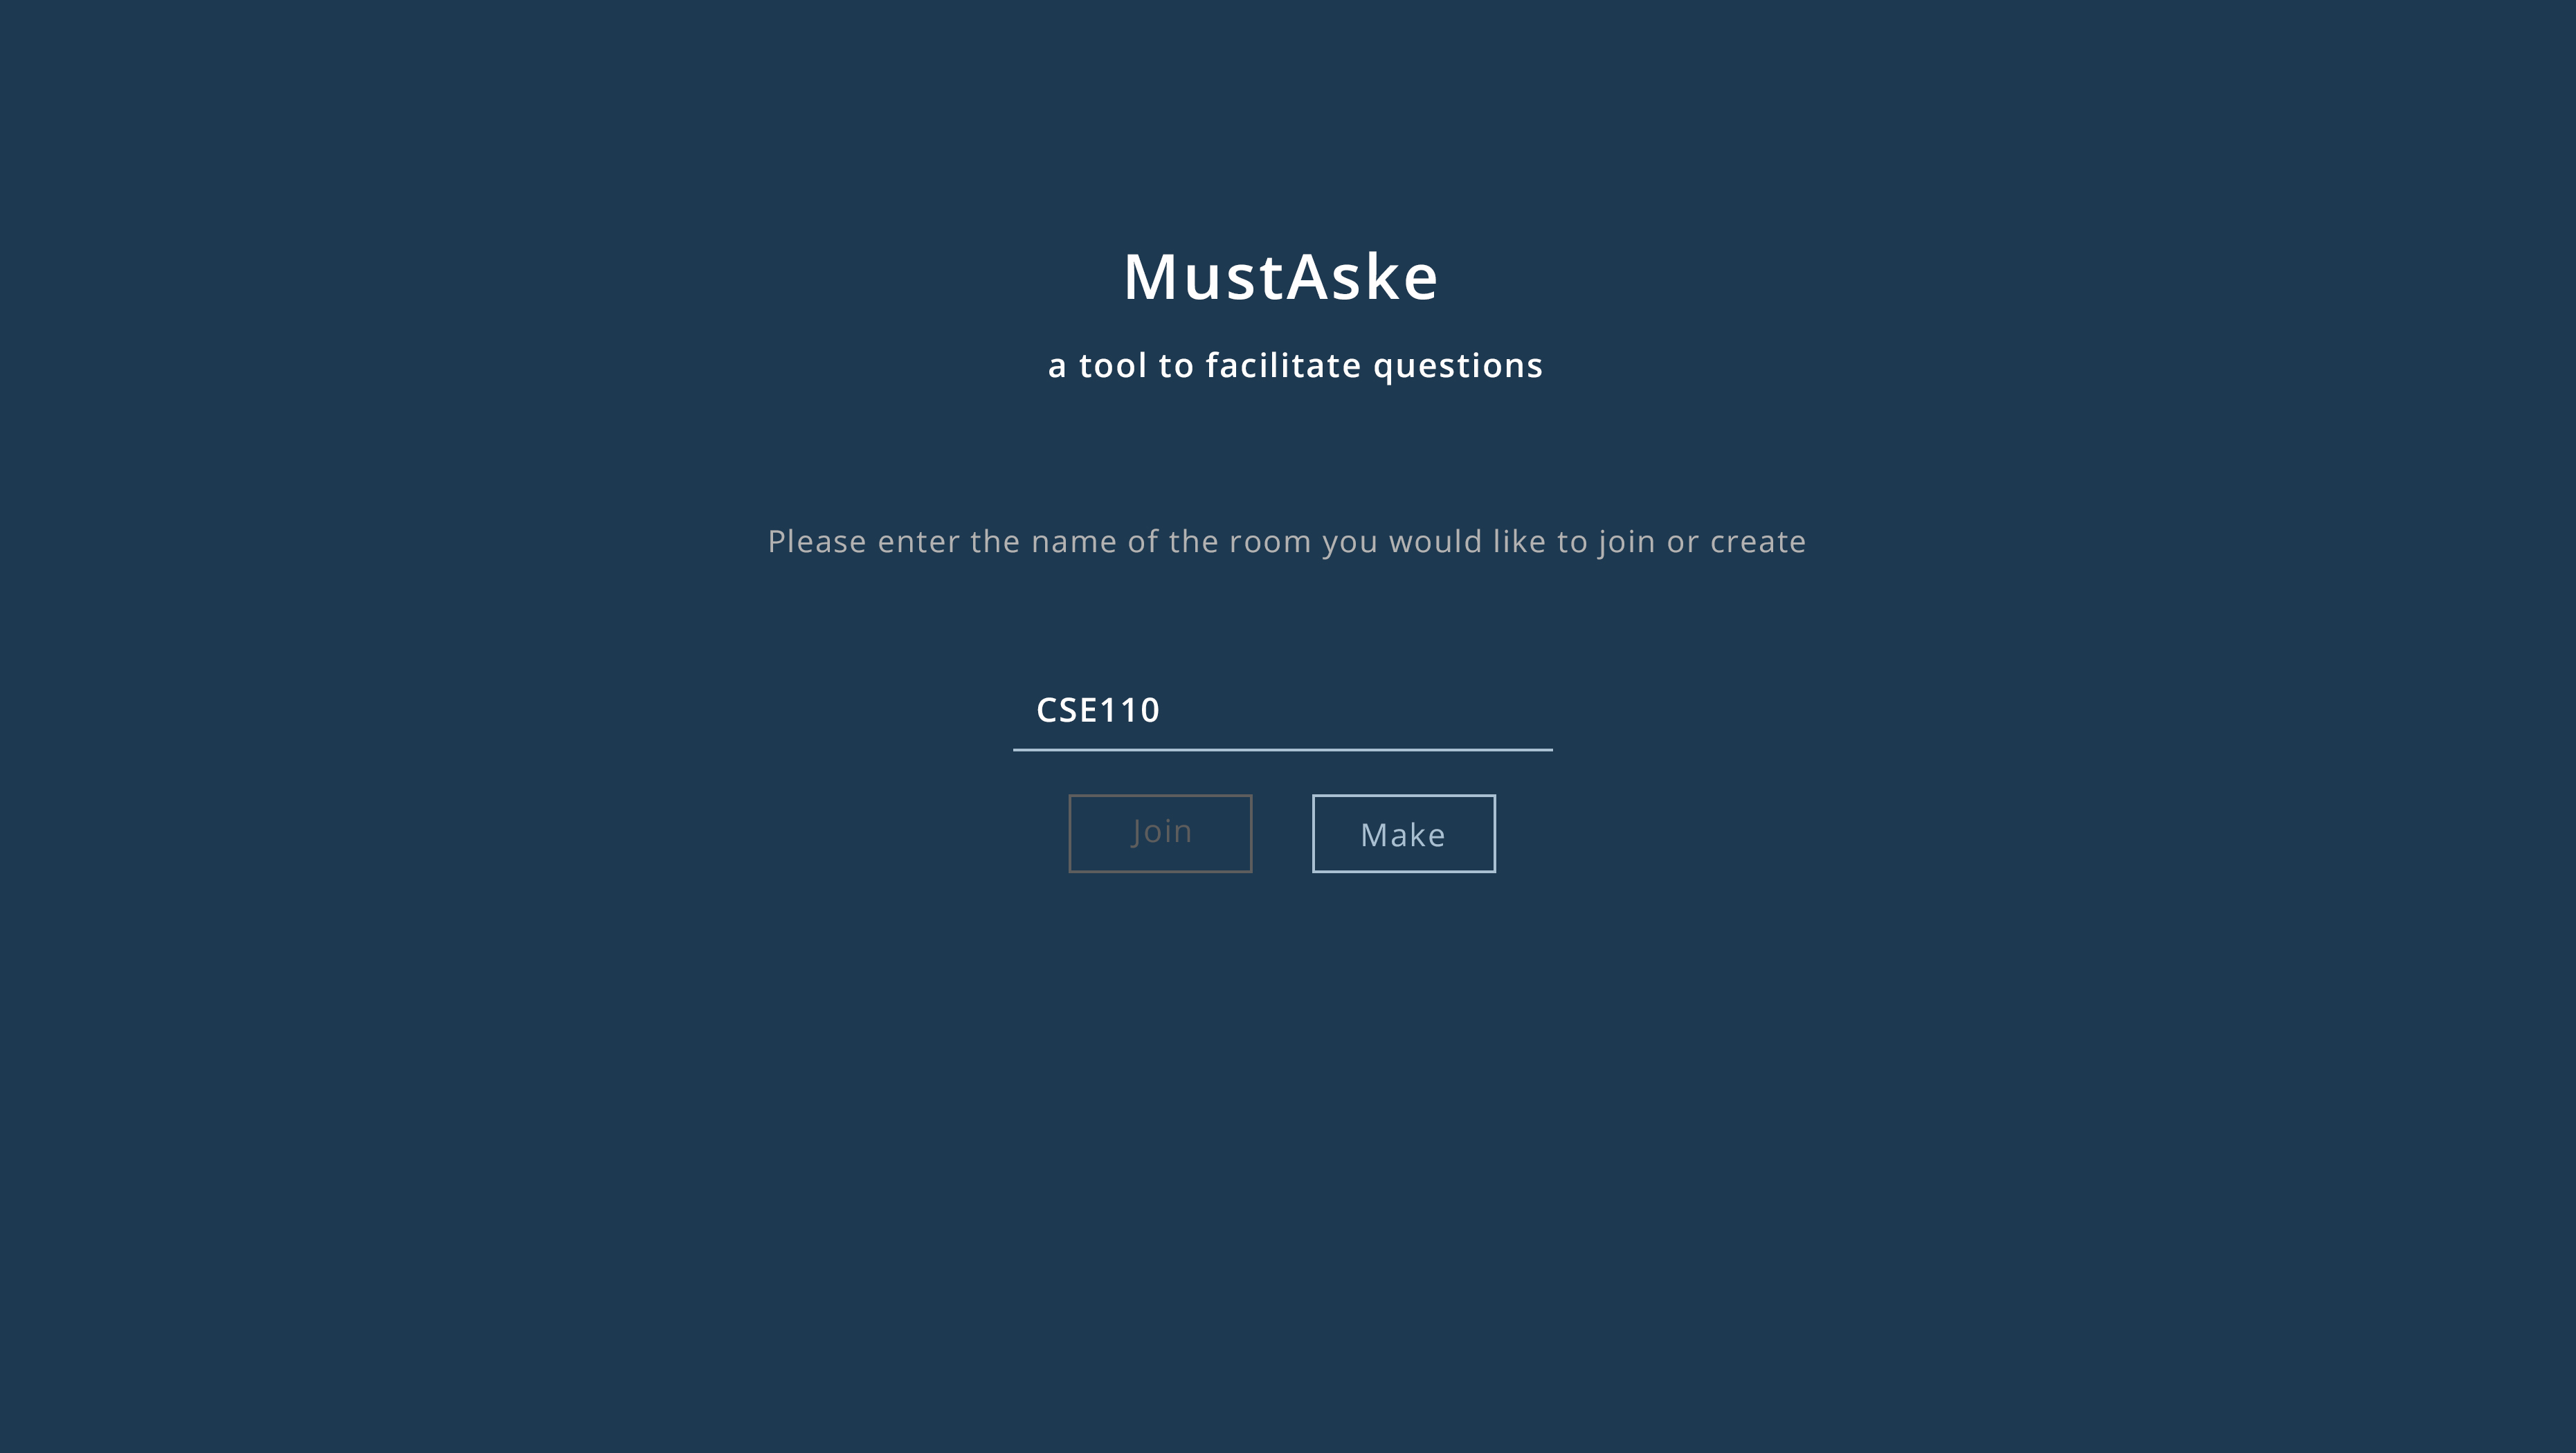 MustAske
a tool to facilitate questions
Please enter the name of the room you would like to join or create
CSE110
Join
Make